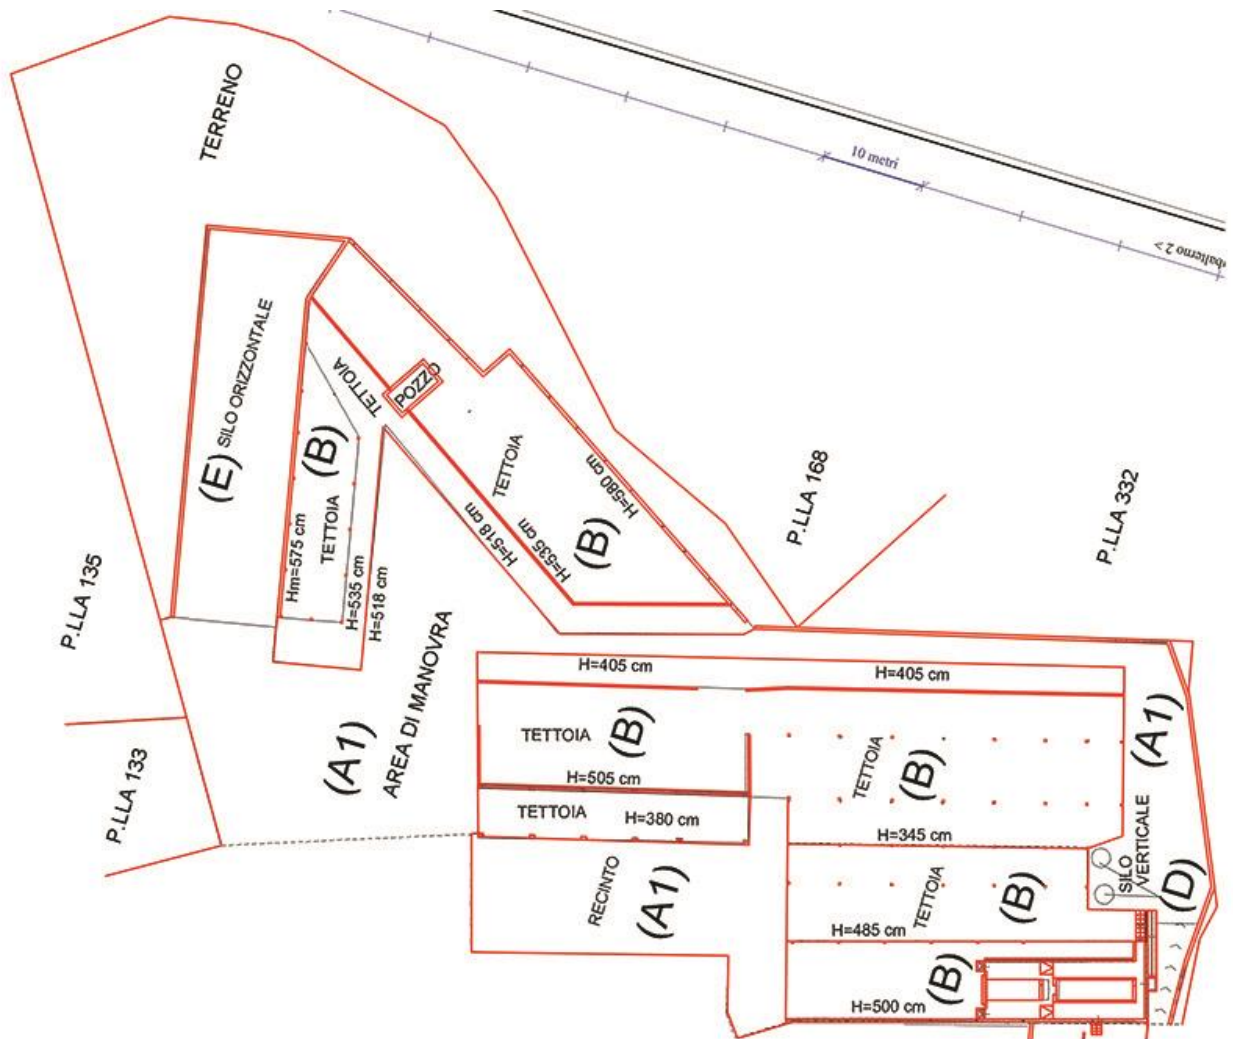 TERRENO
10 metri
SILO ORIZZONTALE
(E)
TETTOIA
POZZO
(B)
TETTOIA
Hm=575 cm
H=535 cm
H=518 cm
TETTOIA
H=580 cm
H=518 cm
H=535 cm
(B)
P.LLA 168
P.LLA 332
P.LLA 135
P.LLA 133
(A1)
AREA DI MANOVRA
H=405 cm
H=405 cm
TETTOIA
(B)
H=505 cm
TETTOIA
H=380 cm
TETTOIA
(B)
H=345 cm
(A1)
RECINTO
(A1)
TETTOIA
(B)
H=485 cm
SILO
VERTICALE
(D)
(B)
H=500 cm